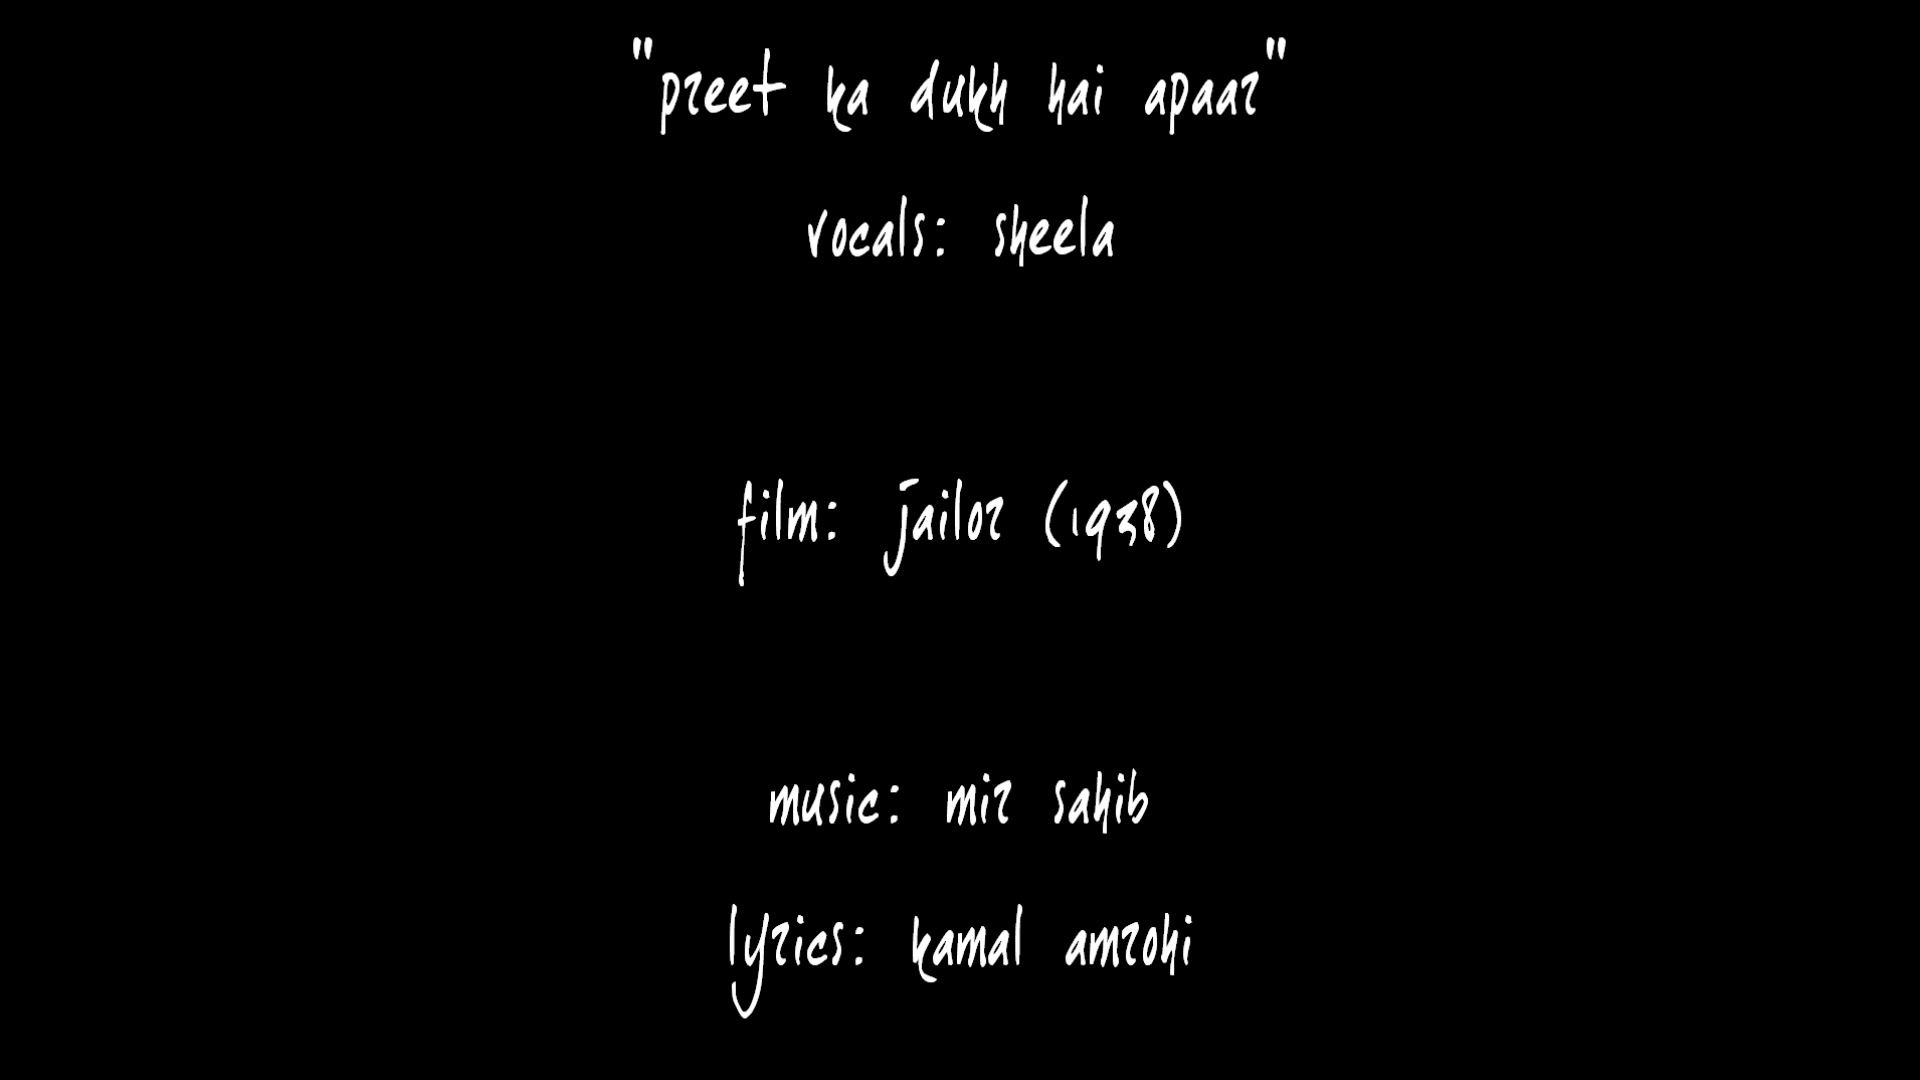 "preet ka dukh hai apaar"
vocals: sheela
film: jailor (1938)
music: mir sahib
lyrics: kamal amrohi